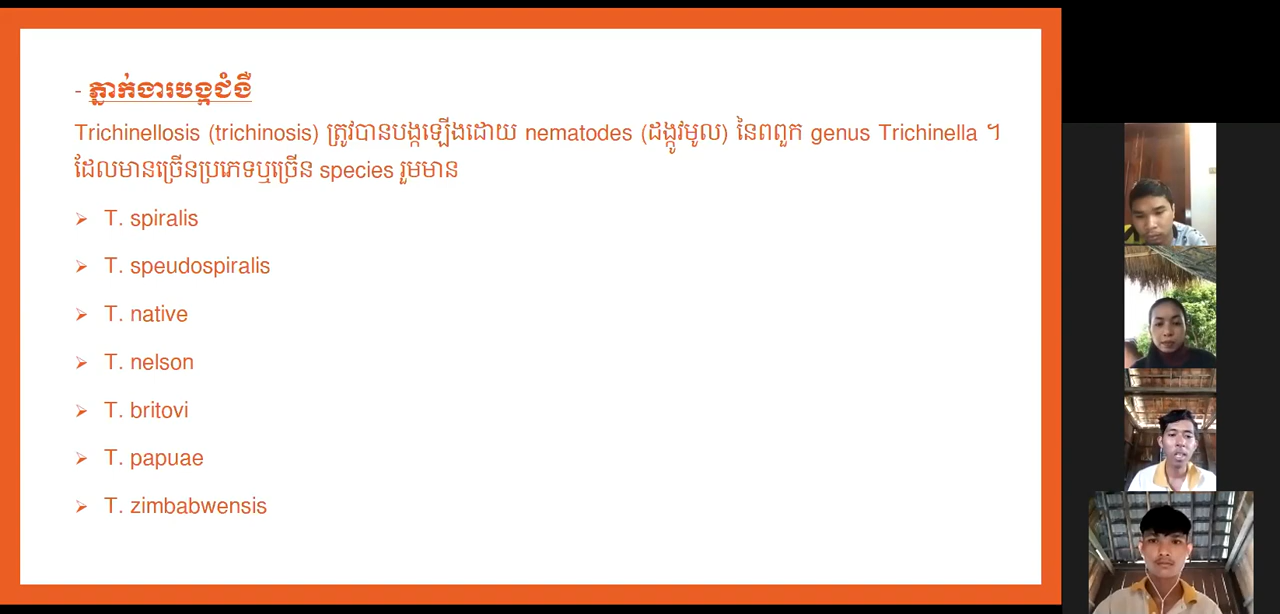 - ភ្នាក់ងារបង្កជំងឺ
Trichinellosis (trichinosis) ត្រូវបានបង្កឡើងដោយ nematodes (ដង្កូវមូល) នៃពពួក genus Trichinella ។
ដែលមានច្រើនប្រភេទឬច្រើន species រួមមាន
➢ T. spiralis
➢ T. speudospiralis
➢ T. native
➢ T. nelson
➢ T. britovi
➢ T. papuae
➢ T. zimbabwensis